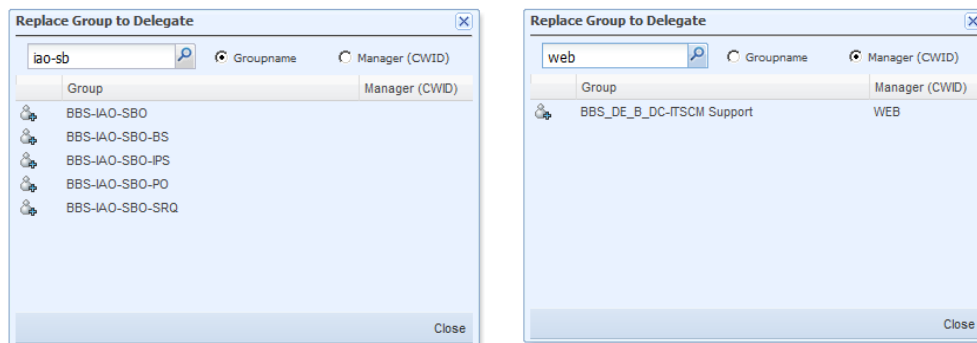 Replace Group to Delegate
iao-sb Groupname Manager (CWID)
Group Manager (CWID)
BBS-IAO-SBO
BBS-IAO-SBO-BS
BBS-IAO-SBO-IPS
BBS-IAO-SBO-PO
BBS-IAO-SBO-SRQ
Close
Replace Group to Delegate
web Groupname Manager (CWID)
Group Manager (CWID)
BBS_DE_B_DC-ITSCM Support WEB
Close